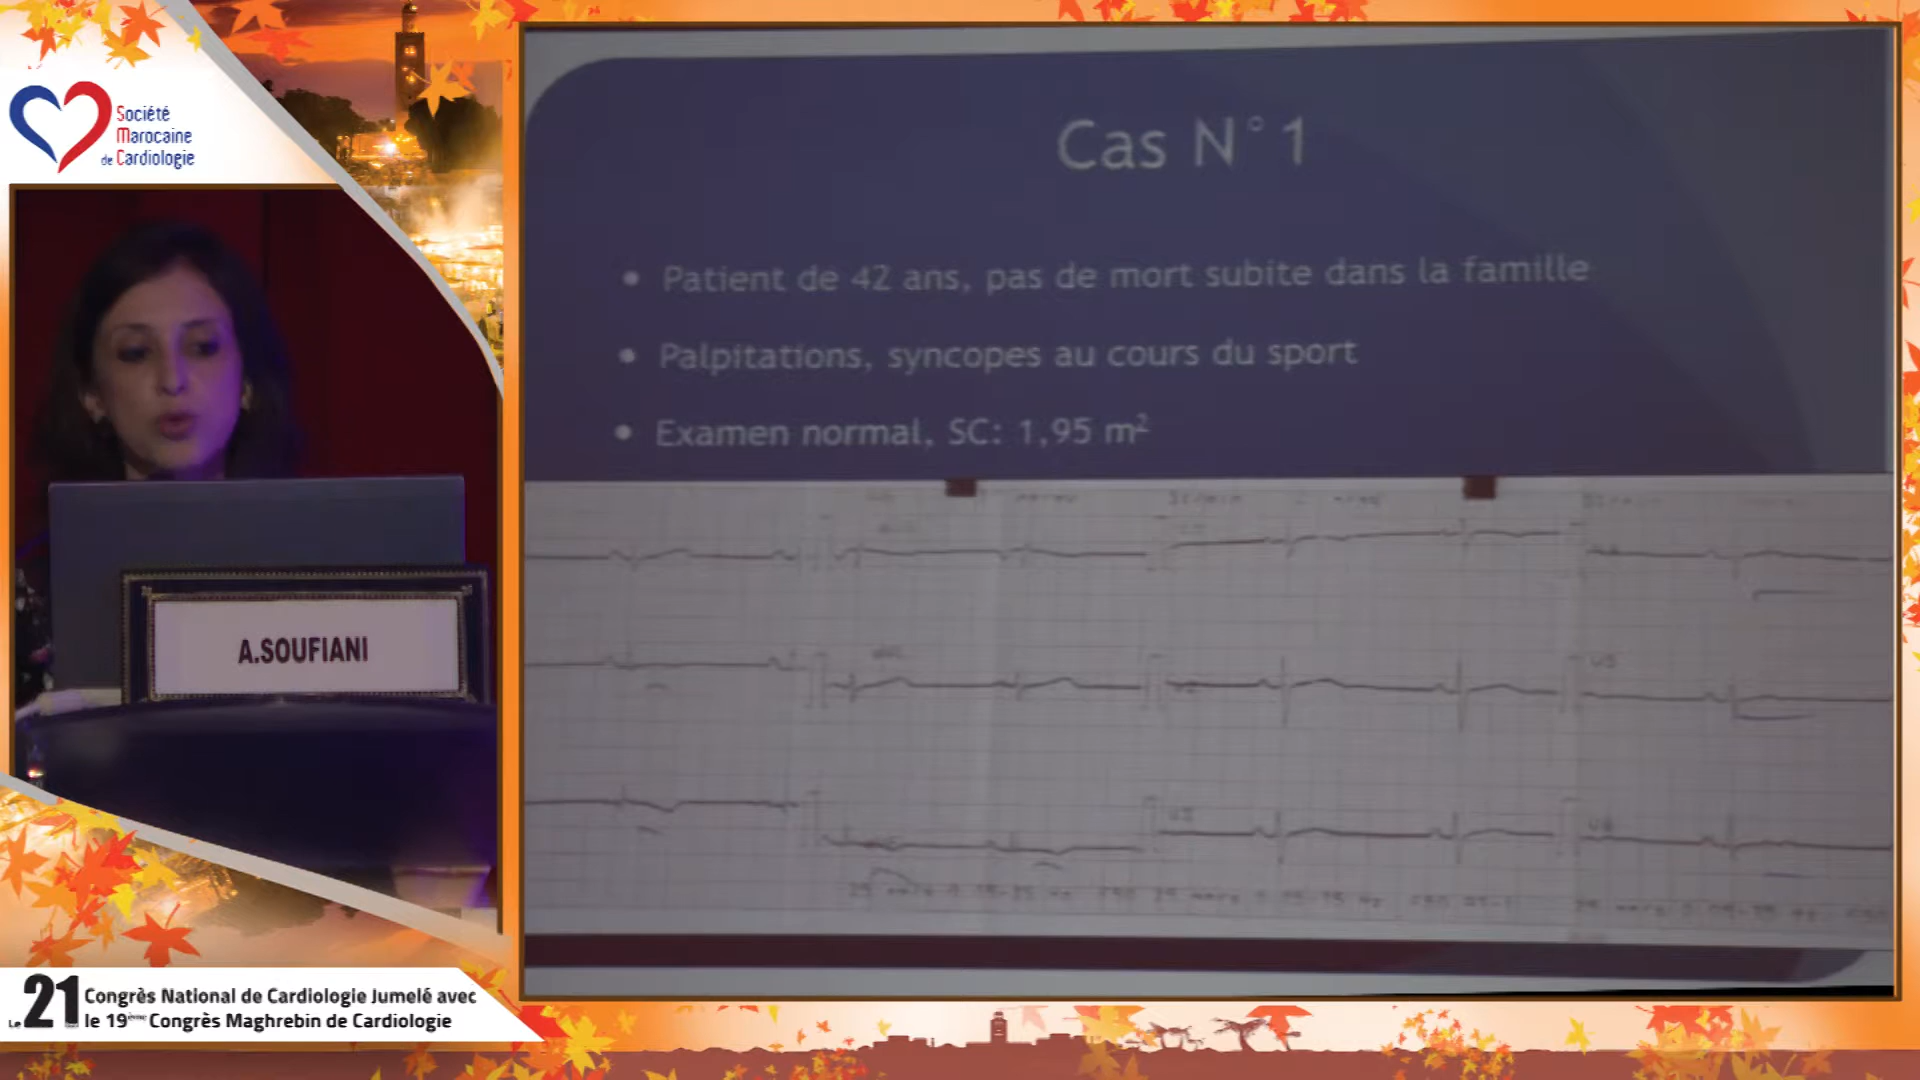 Société
Marocaine
de Cardiologie
A.SOUFIANI
Le 21 Congrès National de Cardiologie Jumelé avec
le 19ème Congrès Maghrebin de Cardiologie
Cas N°1
• Patient de 42 ans, pas de mort subite dans la famille
• Palpitations, syncopes au cours du sport
• Examen normal, SC: 1,95 m²